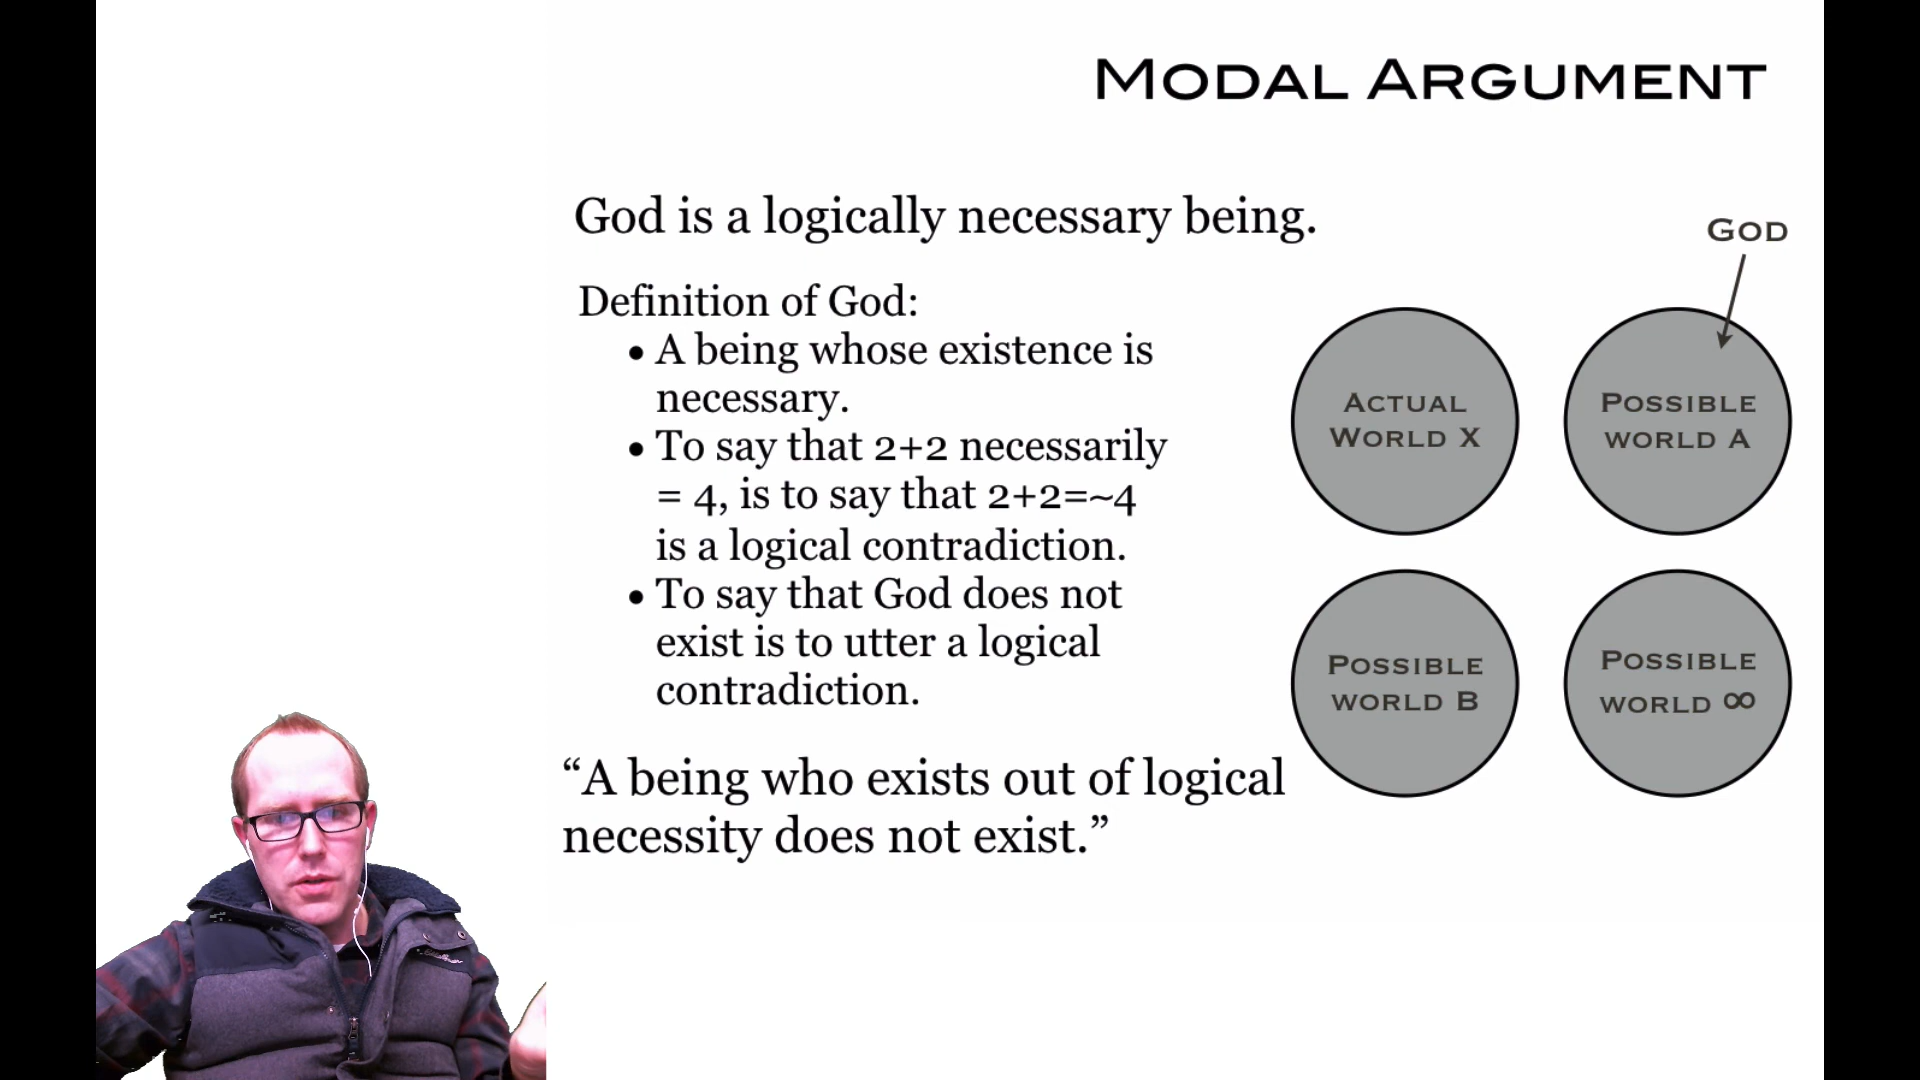 MODAL ARGUMENT
God is a logically necessary being.
Definition of God:
• A being whose existence is
necessary.
• To say that 2+2 necessarily
= 4, is to say that 2+2=~4
is a logical contradiction.
• To say that God does not
exist is to utter a logical
contradiction.
“A being who exists out of logical
necessity does not exist.”
GOD
ACTUAL
WORLD X
POSSIBLE
WORLD A
POSSIBLE
WORLD B
POSSIBLE
WORLD ∞